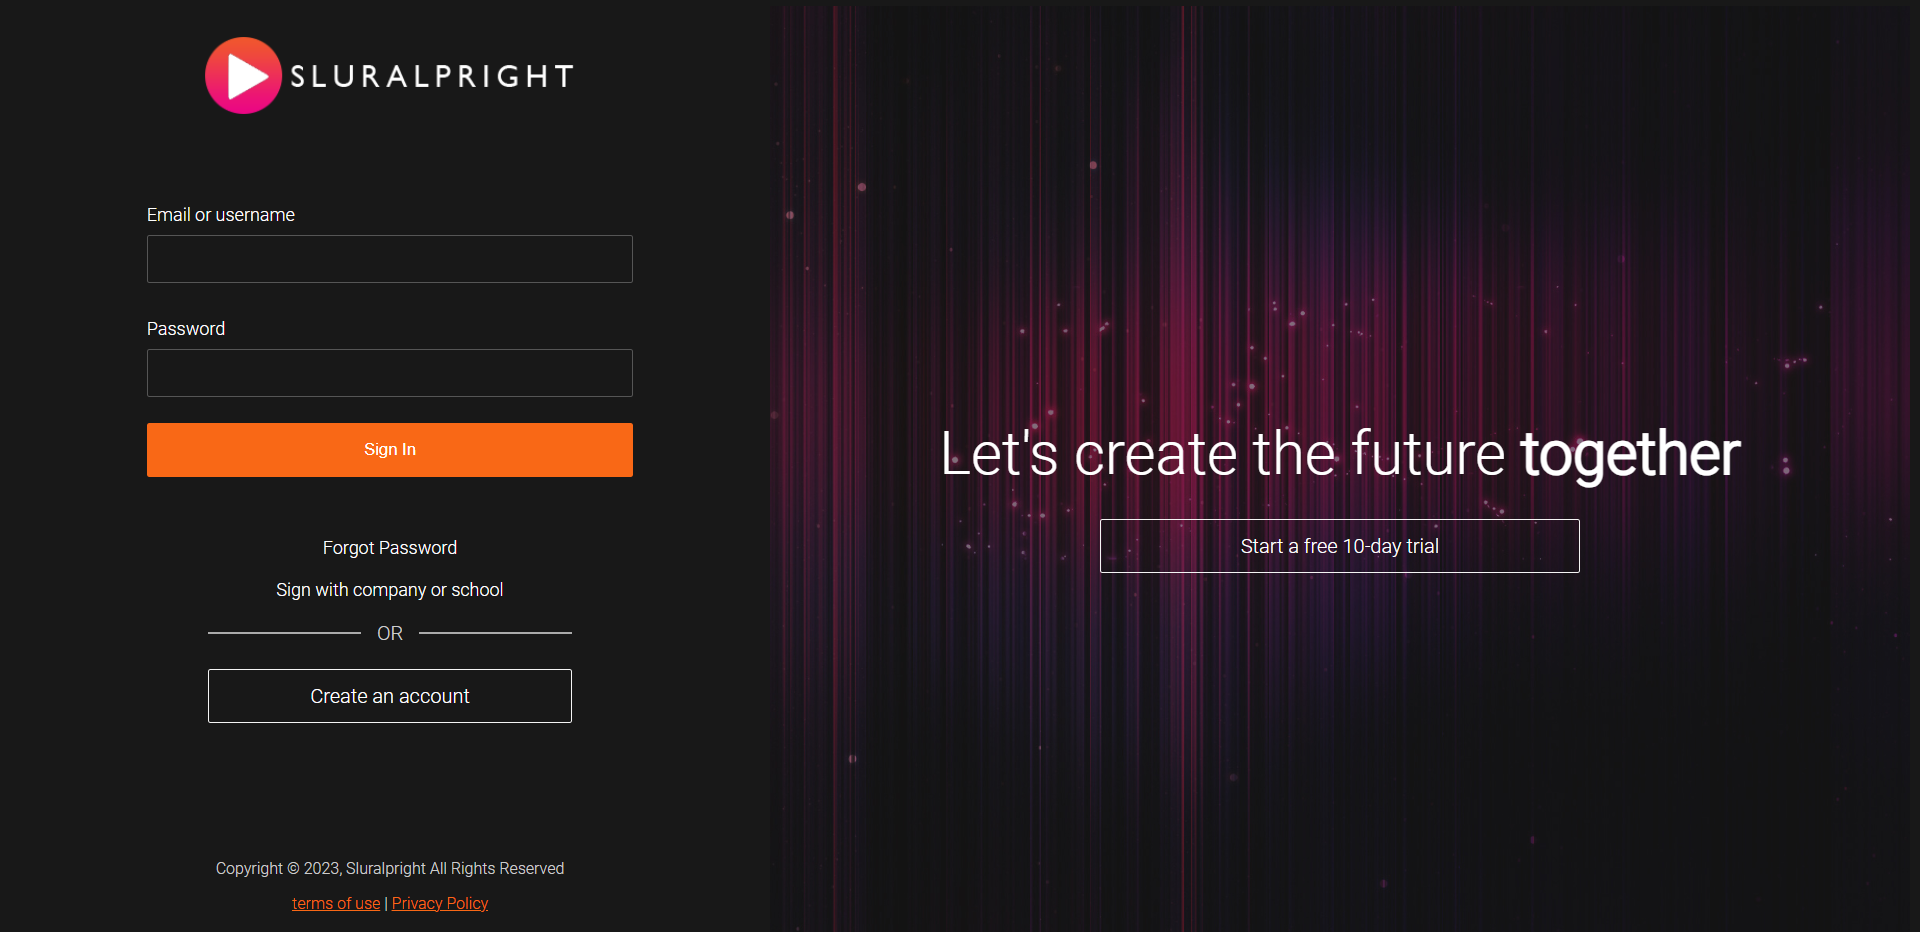 SLURALPRIGHT
Email or username
Password
Sign In
Forgot Password
Sign with company or school
OR
Create an account
Copyright © 2023, Sluralpright All Rights Reserved
terms of use | Privacy Policy
Let's create the future together
Start a free 10-day trial